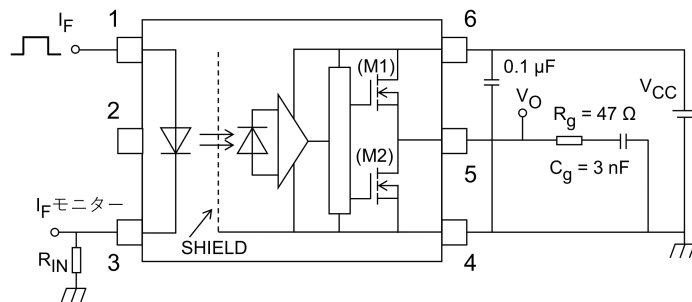 1
6
I_F
(M1)
0.1 μF
V_CC
V_O
R_g = 47 Ω
2
(M2)
5
C_g = 3 nF
I_Fモニター
SHIELD
3
4
R_IN